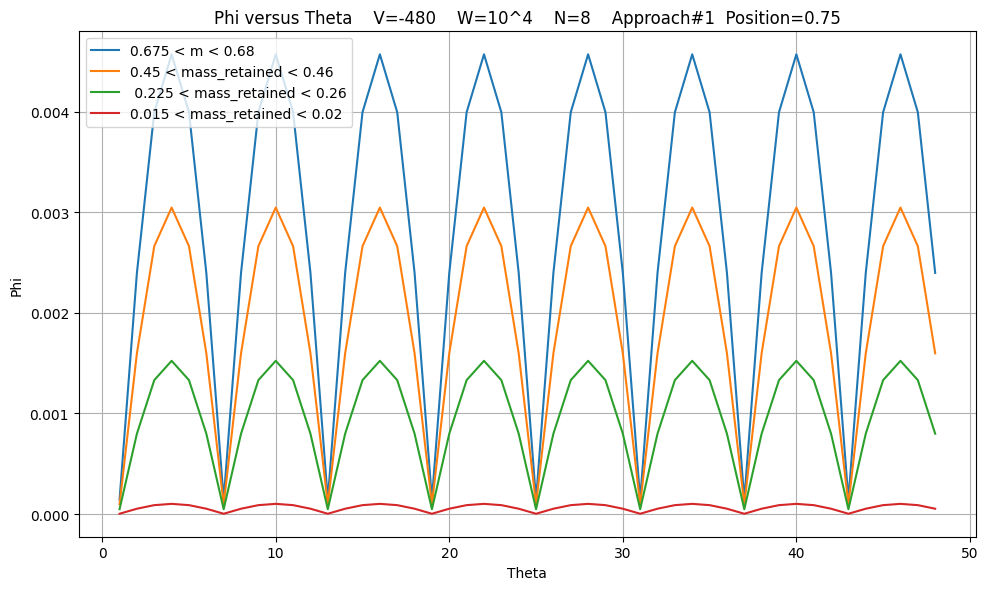 Phi versus Theta    V=-480    W=10^4    N=8    Approach#1  Position=0.75
0.675 < m < 0.68
0.45 < mass_retained < 0.46
0.225 < mass_retained < 0.26
0.015 < mass_retained < 0.02
0.004
0.003
0.002
0.001
0.000
Phi
0 10 20 30 40 50
Theta